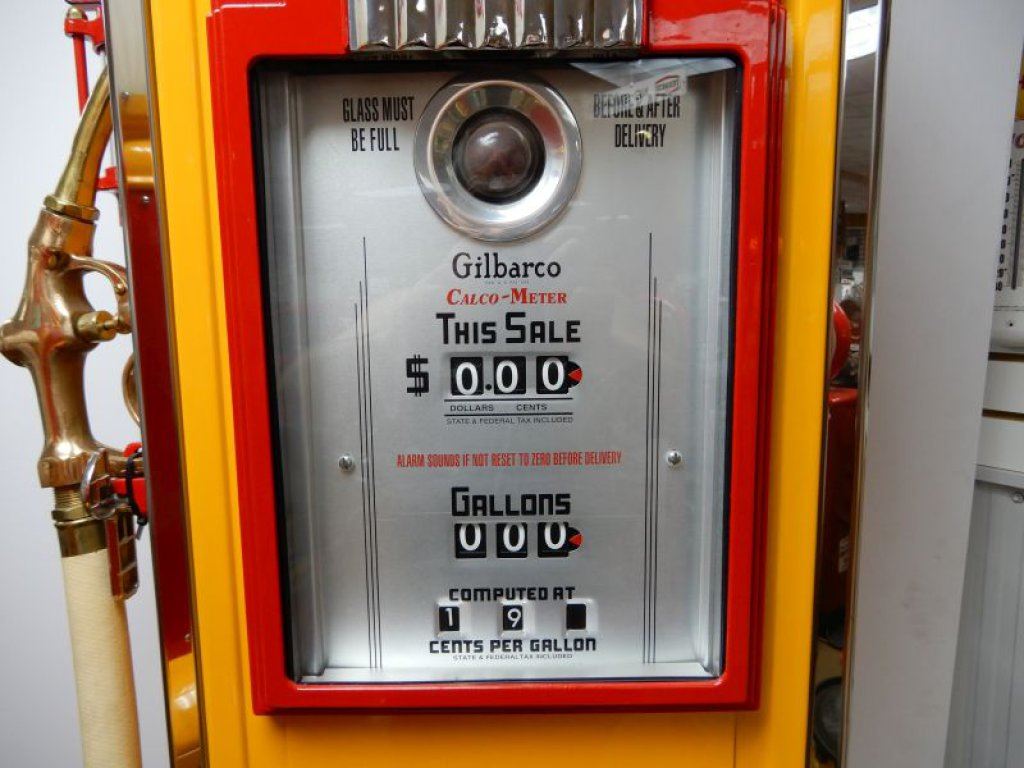 GLASS MUST
BE FULL
BEFORE & AFTER
DELIVERY
Gilbarco
CALCO-METER
THIS SALE
$ 0.00
DOLLARS CENTS
STATE & FEDERAL TAX INCLUDED
ALARM SOUNDS IF NOT RESET TO ZERO BEFORE DELIVERY
GALLONS
000
COMPUTED AT
1 9
CENTS PER GALLON
STATE & FEDERAL TAX INCLUDED